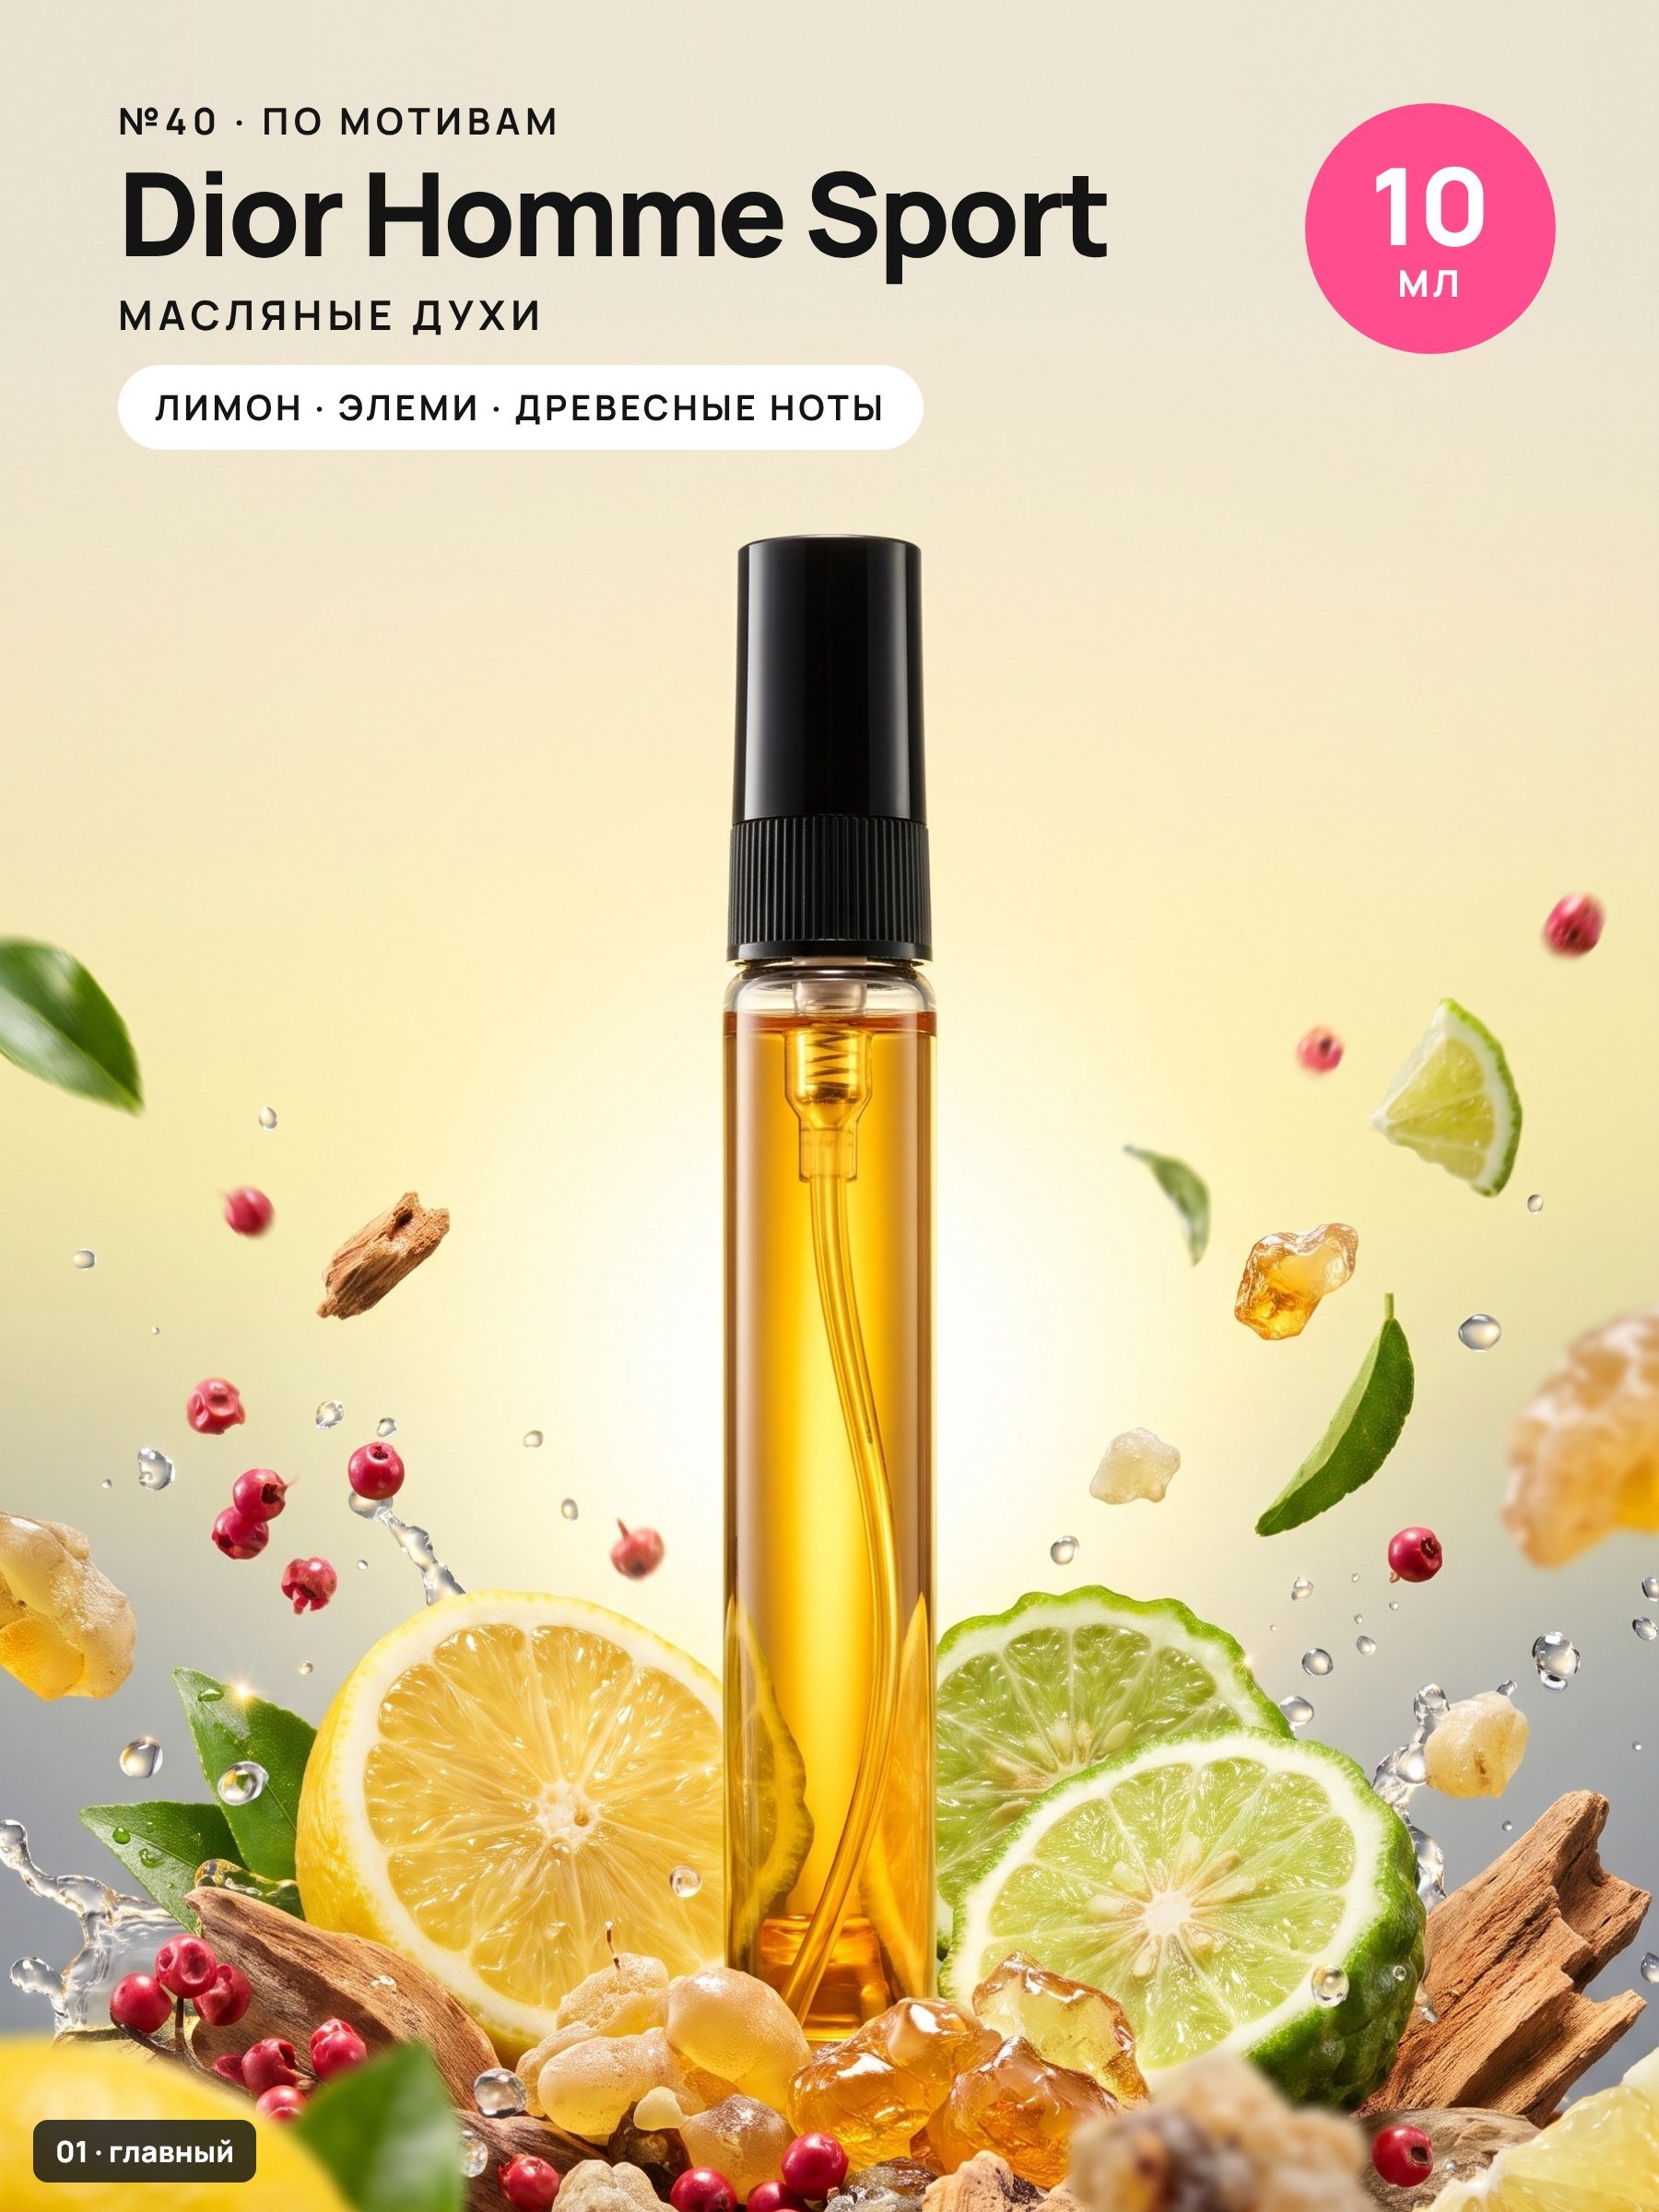 №40 · ПО МОТИВАМ
Dior Homme Sport
МАСЛЯНЫЕ ДУХИ
ЛИМОН · ЭЛЕМИ · ДРЕВЕСНЫЕ НОТЫ
10
МЛ
01 · главный